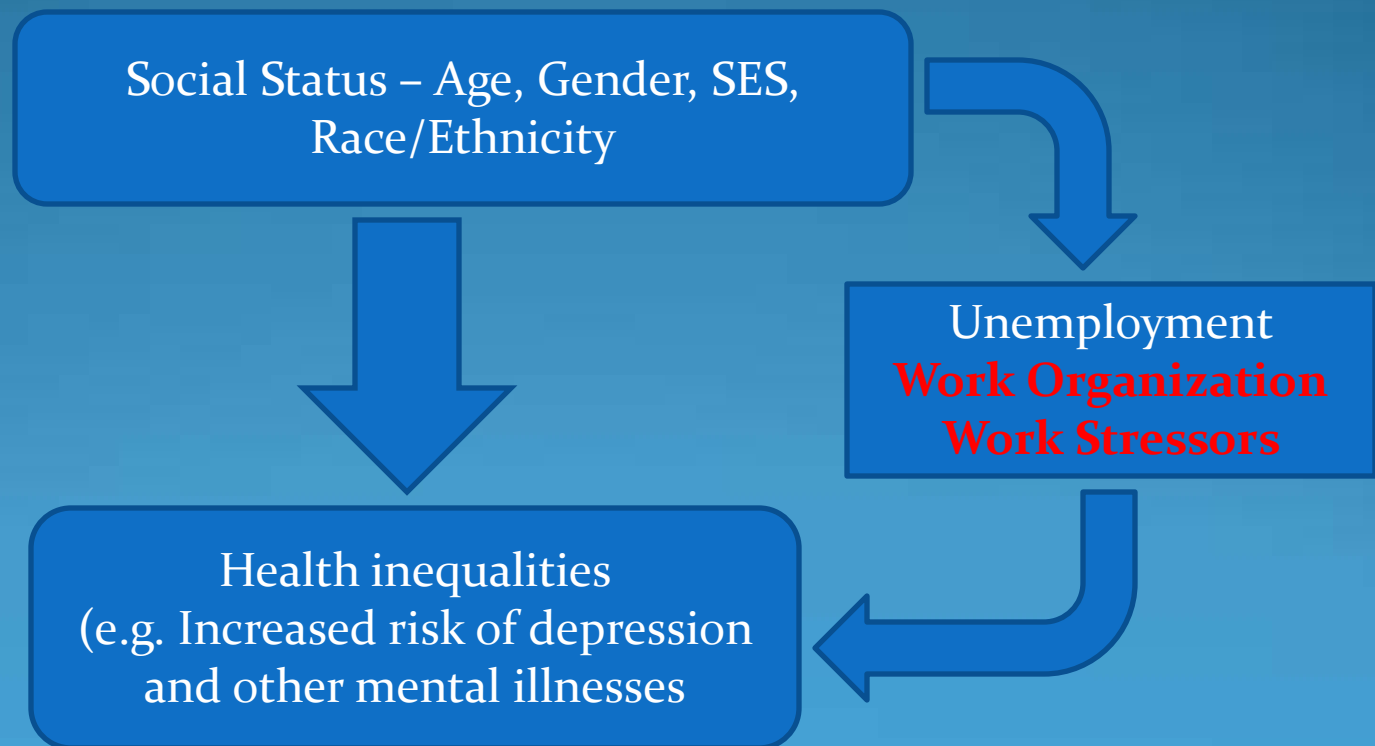 Social Status – Age, Gender, SES,
Race/Ethnicity
Unemployment
Work Organization
Work Stressors
Health inequalities
(e.g. Increased risk of depression
and other mental illnesses